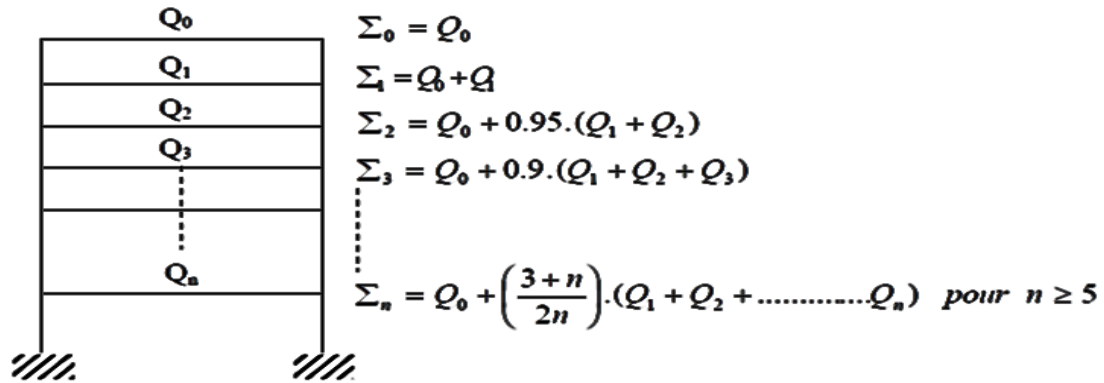 Q₀
Σ₀ = Q₀
Q₁
Σ₁ = Q₀ + Q₁
Q₂
Σ₂ = Q₀ + 0.95.(Q₁ + Q₂)
Q₃
Σ₃ = Q₀ + 0.9.(Q₁ + Q₂ + Q₃)
Qₙ
Σₙ = Q₀ + ((3 + n)/2n).(Q₁ + Q₂ + .............Qₙ) pour n ≥ 5